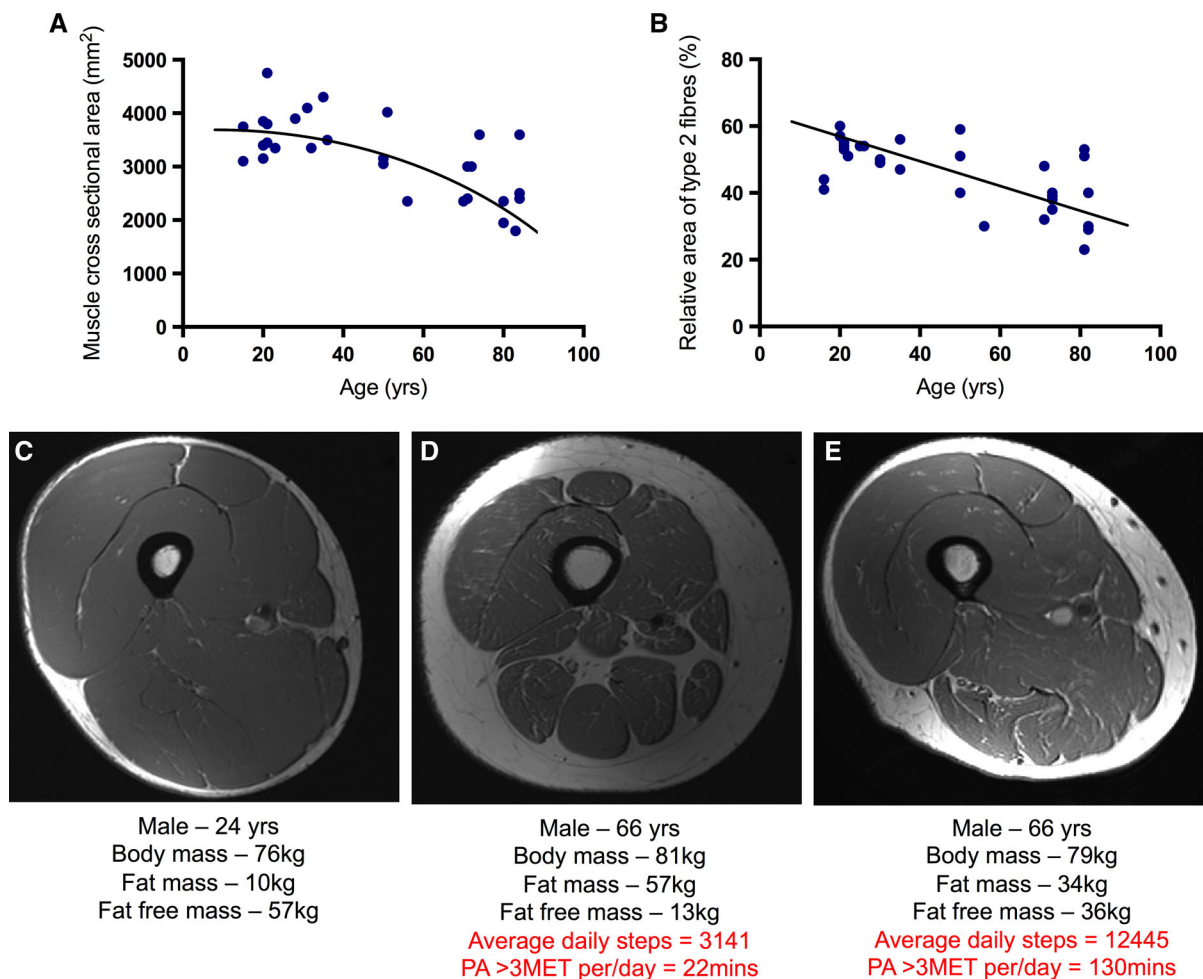 A
Muscle cross sectional area (mm²)
5000
4000
3000
2000
1000
0
0 20 40 60 80 100
Age (yrs)
B
Relative area of type 2 fibres (%)
80
60
40
20
0
0 20 40 60 80 100
Age (yrs)
C
Male – 24 yrs
Body mass – 76kg
Fat mass – 10kg
Fat free mass – 57kg
D
Male – 66 yrs
Body mass – 81kg
Fat mass – 57kg
Fat free mass – 13kg
Average daily steps = 3141
PA >3MET per/day = 22mins
E
Male – 66 yrs
Body mass – 79kg
Fat mass – 34kg
Fat free mass – 36kg
Average daily steps = 12445
PA >3MET per/day = 130mins